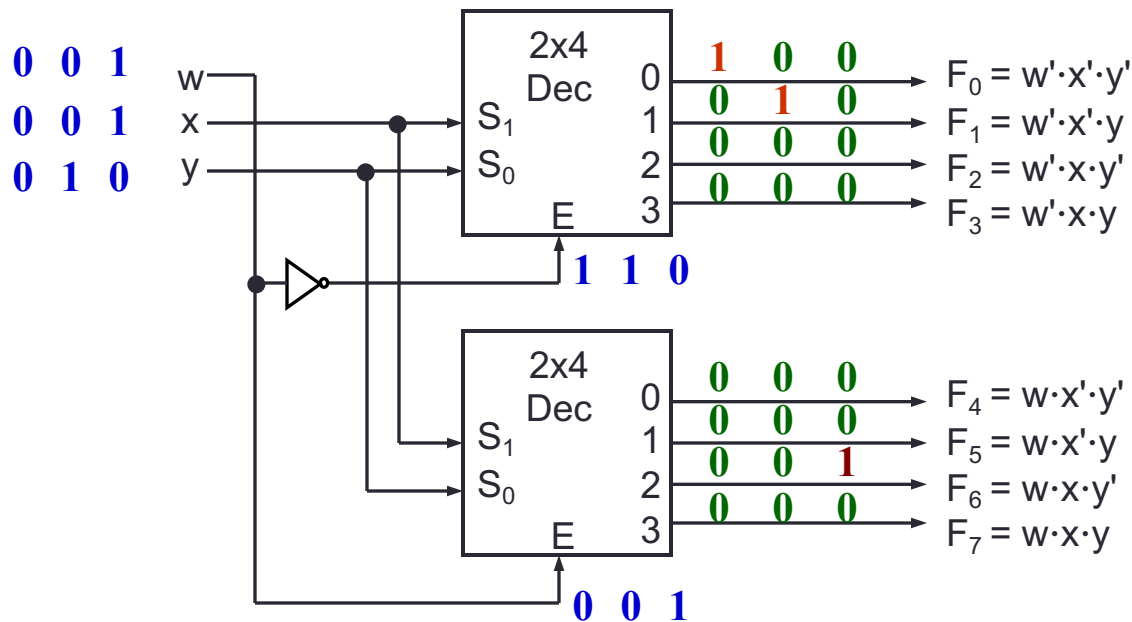 0 0 1 w
0 0 1 x
0 1 0 y
2x4
Dec
S₁
S₀
E
0 1 0 0 F₀ = w'·x'·y'
1 0 1 0 F₁ = w'·x'·y
2 0 0 0 F₂ = w'·x·y'
3 0 0 0 F₃ = w'·x·y
1 1 0
2x4
Dec
S₁
S₀
E
0 0 0 0 F₄ = w·x'·y'
1 0 0 0 F₅ = w·x'·y
2 0 0 1 F₆ = w·x·y'
3 0 0 0 F₇ = w·x·y
0 0 1